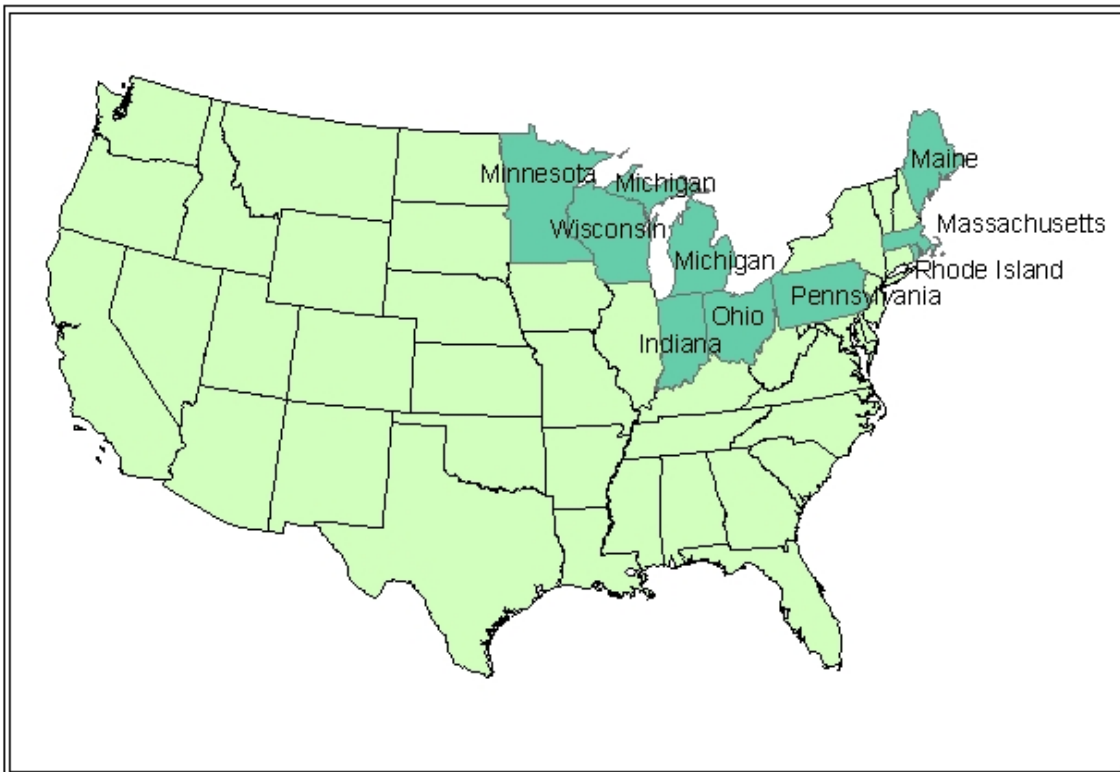 Maine
Minnesota
Michigan
Massachusetts
Wisconsin
Michigan
Rhode Island
Pennsylvania
Ohio
Indiana